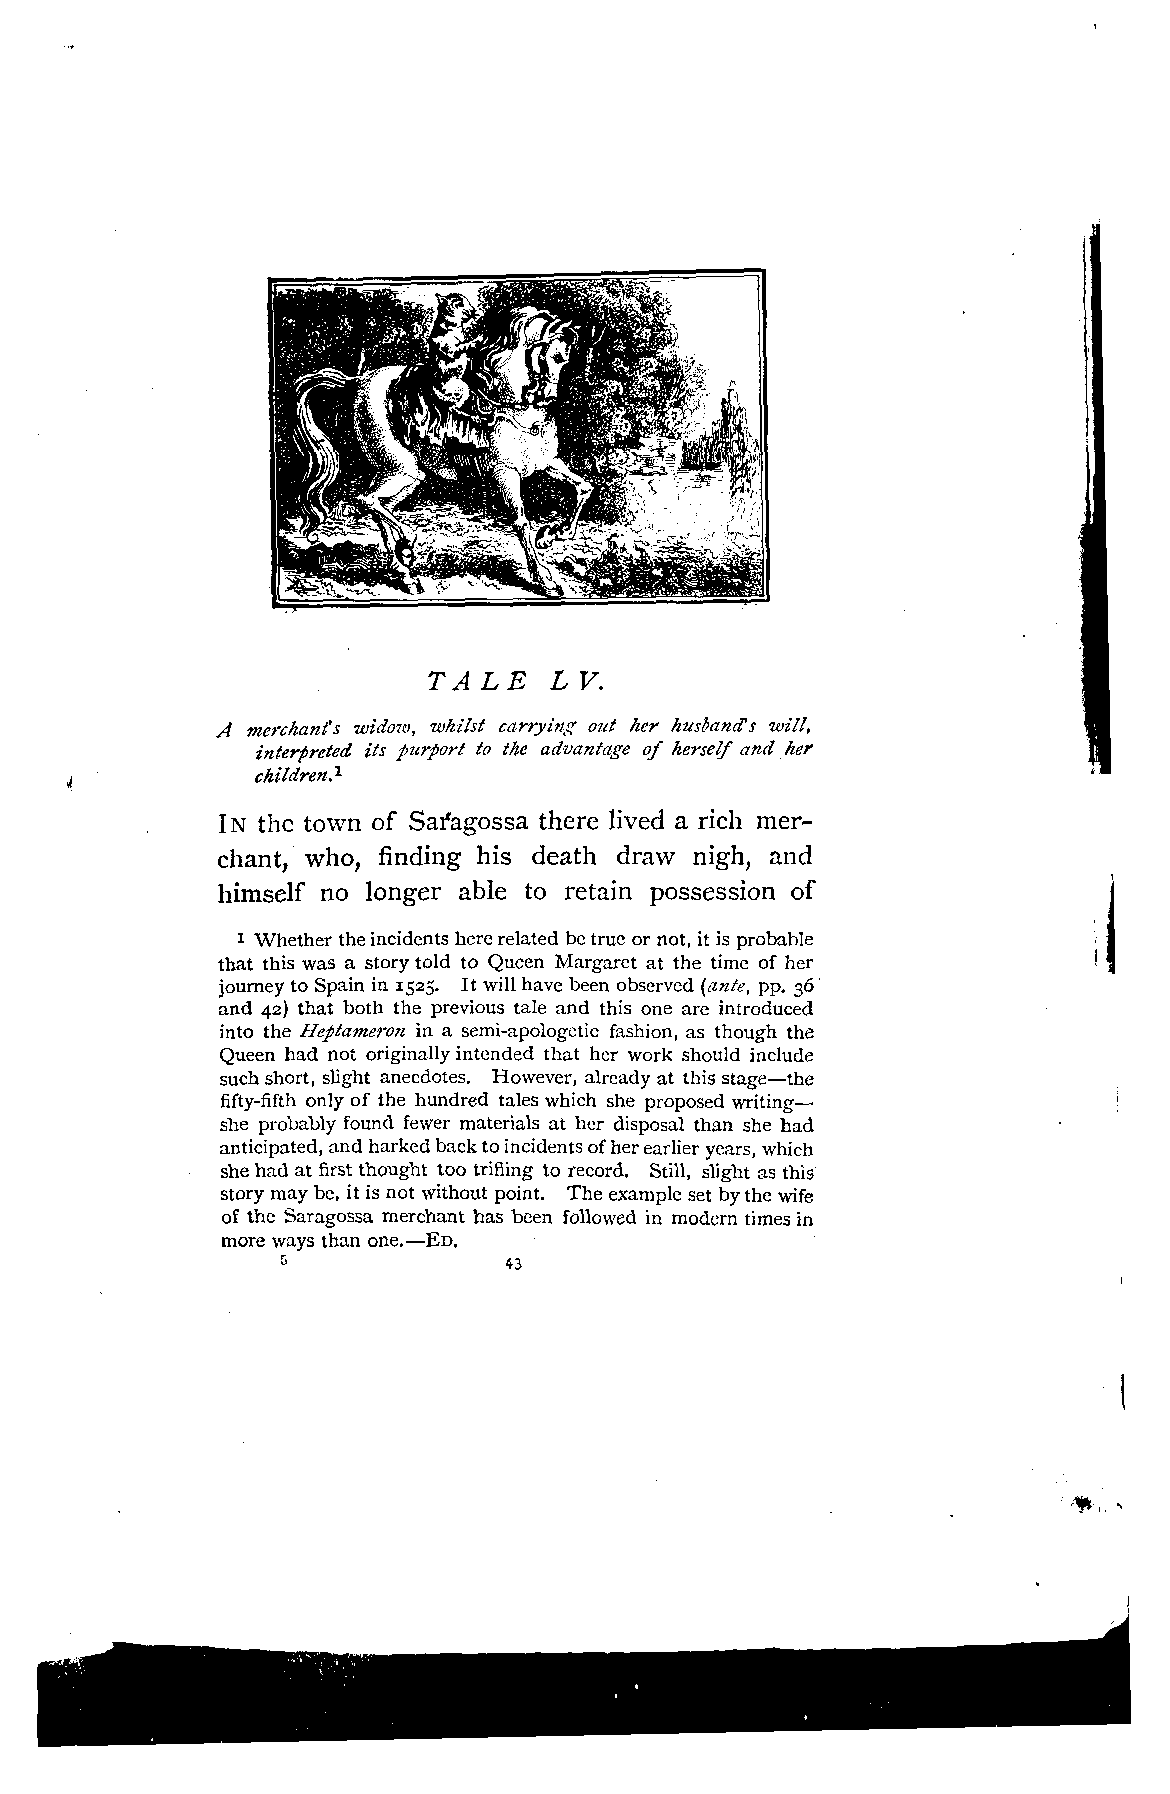 TALE LV.
A merchant's widow, whilst carrying out her husband's will,
interpreted its purport to the advantage of herself and her
children.¹
IN the town of Saragossa there lived a rich mer-
chant, who, finding his death draw nigh, and
himself no longer able to retain possession of
¹ Whether the incidents here related be true or not, it is probable
that this was a story told to Queen Margaret at the time of her
journey to Spain in 1525. It will have been observed (ante, pp. 36
and 42) that both the previous tale and this one are introduced
into the Heptameron in a semi-apologetic fashion, as though the
Queen had not originally intended that her work should include
such short, slight anecdotes. However, already at this stage—the
fifty-fifth only of the hundred tales which she proposed writing—
she probably found fewer materials at her disposal than she had
anticipated, and harked back to incidents of her earlier years, which
she had at first thought too trifling to record. Still, slight as this
story may be, it is not without point. The example set by the wife
of the Saragossa merchant has been followed in modern times in
more ways than one.—ED.
5 43